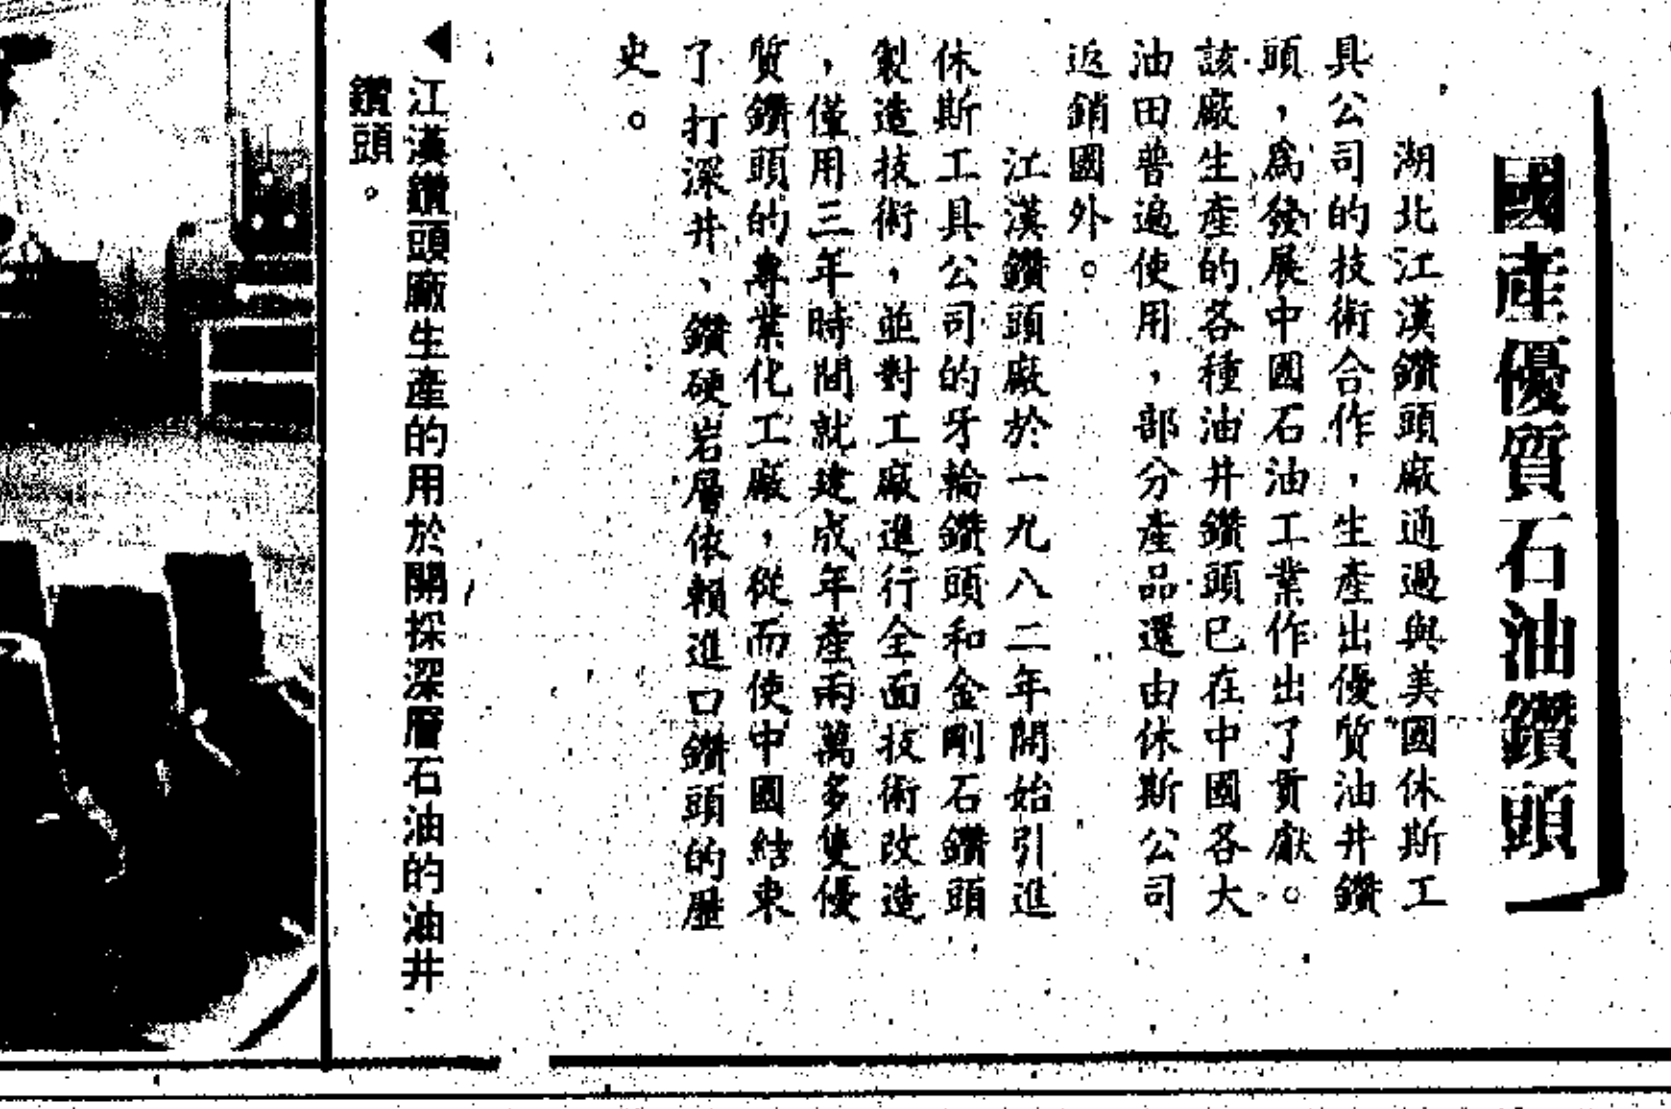 國產優質石油鑽頭
湖北江漢鑽頭廠通過與美國休斯工
具公司的技術合作，生產出優質油井鑽
頭，爲發展中國石油工業作出了貢獻。
該廠生產的各種油井鑽頭已在中國各大
油田普遍使用，部分產品還由休斯公司
返銷國外。
江漢鑽頭廠於一九八二年開始引進
休斯工具公司的牙輪鑽頭和金剛石鑽頭
製造技術，並對工廠進行全面技術改造
，僅用三年時間就建成年產兩萬多隻優
質鑽頭的專業化工廠，從而使中國結束
了打深井、鑽硬岩層依賴進口鑽頭的歷
史。
◀江漢鑽頭廠生產的用於開採深層石油的油井
鑽頭。